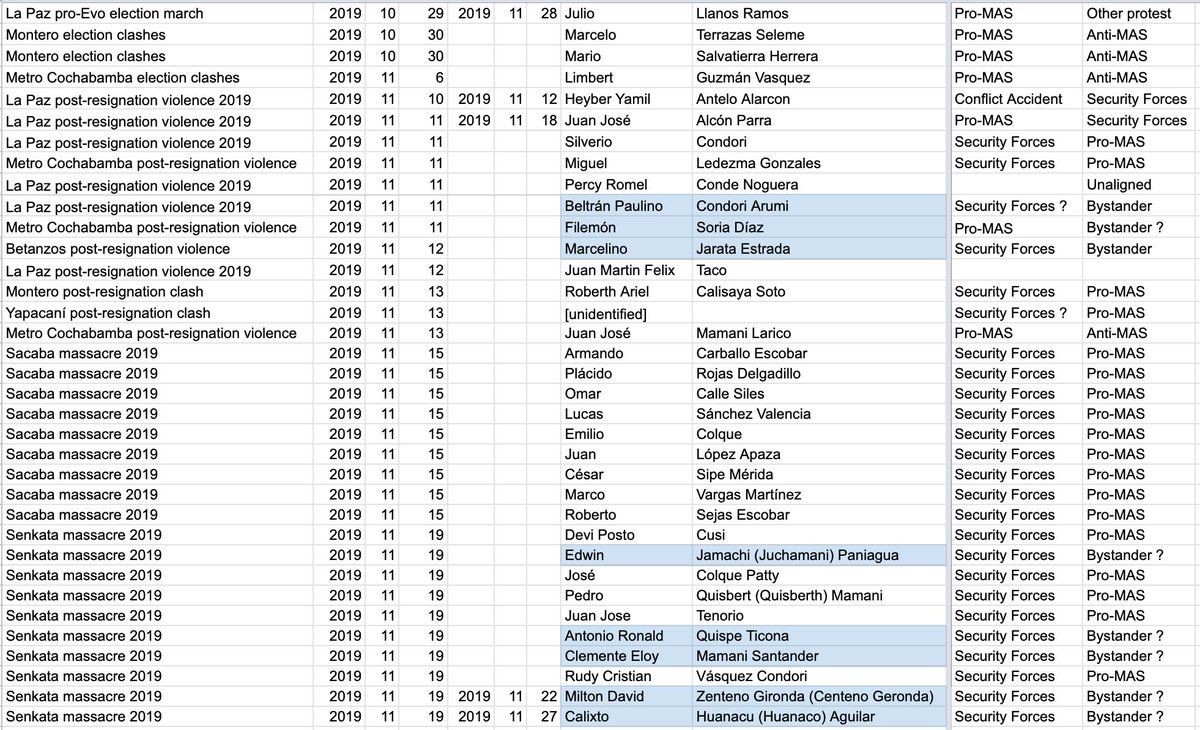 La Paz pro-Evo election march 2019 10 29 2019 11 28 Julio Llanos Ramos Pro-MAS Other protest
Montero election clashes 2019 10 30 Marcelo Terrazas Seleme Pro-MAS Anti-MAS
Montero election clashes 2019 10 30 Mario Salvatierra Herrera Pro-MAS Anti-MAS
Metro Cochabamba election clashes 2019 11 6 Limbert Guzmán Vasquez Pro-MAS Anti-MAS
La Paz post-resignation violence 2019 2019 11 10 2019 11 12 Heyber Yamil Antelo Alarcon Conflict Accident Security Forces
La Paz post-resignation violence 2019 2019 11 11 2019 11 18 Juan José Alcón Parra Pro-MAS Security Forces
La Paz post-resignation violence 2019 2019 11 11 Silverio Condori Security Forces Pro-MAS
Metro Cochabamba post-resignation violence 2019 11 11 Miguel Ledezma Gonzales Security Forces Pro-MAS
La Paz post-resignation violence 2019 2019 11 11 Percy Romel Conde Noguera Unaligned
La Paz post-resignation violence 2019 2019 11 11 Beltrán Paulino Condori Arumi Security Forces ? Bystander
Metro Cochabamba post-resignation violence 2019 11 11 Filemón Soria Díaz Pro-MAS Bystander ?
Betanzos post-resignation violence 2019 11 12 Marcelino Jarata Estrada Security Forces Bystander
La Paz post-resignation violence 2019 2019 11 12 Juan Martin Felix Taco
Montero post-resignation clash 2019 11 13 Roberth Ariel Calisaya Soto Security Forces Pro-MAS
Yapacaní post-resignation clash 2019 11 13 [unidentified] Security Forces ? Pro-MAS
Metro Cochabamba post-resignation violence 2019 11 13 Juan José Mamani Larico Pro-MAS Anti-MAS
Sacaba massacre 2019 2019 11 15 Armando Carballo Escobar Security Forces Pro-MAS
Sacaba massacre 2019 2019 11 15 Plácido Rojas Delgadillo Security Forces Pro-MAS
Sacaba massacre 2019 2019 11 15 Omar Calle Siles Security Forces Pro-MAS
Sacaba massacre 2019 2019 11 15 Lucas Sánchez Valencia Security Forces Pro-MAS
Sacaba massacre 2019 2019 11 15 Emilio Colque Security Forces Pro-MAS
Sacaba massacre 2019 2019 11 15 Juan López Apaza Security Forces Pro-MAS
Sacaba massacre 2019 2019 11 15 César Sipe Mérida Security Forces Pro-MAS
Sacaba massacre 2019 2019 11 15 Marco Vargas Martínez Security Forces Pro-MAS
Sacaba massacre 2019 2019 11 15 Roberto Sejas Escobar Security Forces Pro-MAS
Senkata massacre 2019 2019 11 19 Devi Posto Cusi Security Forces Pro-MAS
Senkata massacre 2019 2019 11 19 Edwin Jamachi (Juchamani) Paniagua Security Forces Bystander ?
Senkata massacre 2019 2019 11 19 José Colque Patty Security Forces Pro-MAS
Senkata massacre 2019 2019 11 19 Pedro Quisbert (Quisberth) Mamani Security Forces Pro-MAS
Senkata massacre 2019 2019 11 19 Juan Jose Tenorio Security Forces Pro-MAS
Senkata massacre 2019 2019 11 19 Antonio Ronald Quispe Ticona Security Forces Bystander ?
Senkata massacre 2019 2019 11 19 Clemente Eloy Mamani Santander Security Forces Bystander ?
Senkata massacre 2019 2019 11 19 Rudy Cristian Vásquez Condori Security Forces Pro-MAS
Senkata massacre 2019 2019 11 19 2019 11 22 Milton David Zenteno Gironda (Centeno Geronda) Security Forces Bystander ?
Senkata massacre 2019 2019 11 19 2019 11 27 Calixto Huanacu (Huanaco) Aguilar Security Forces Bystander ?